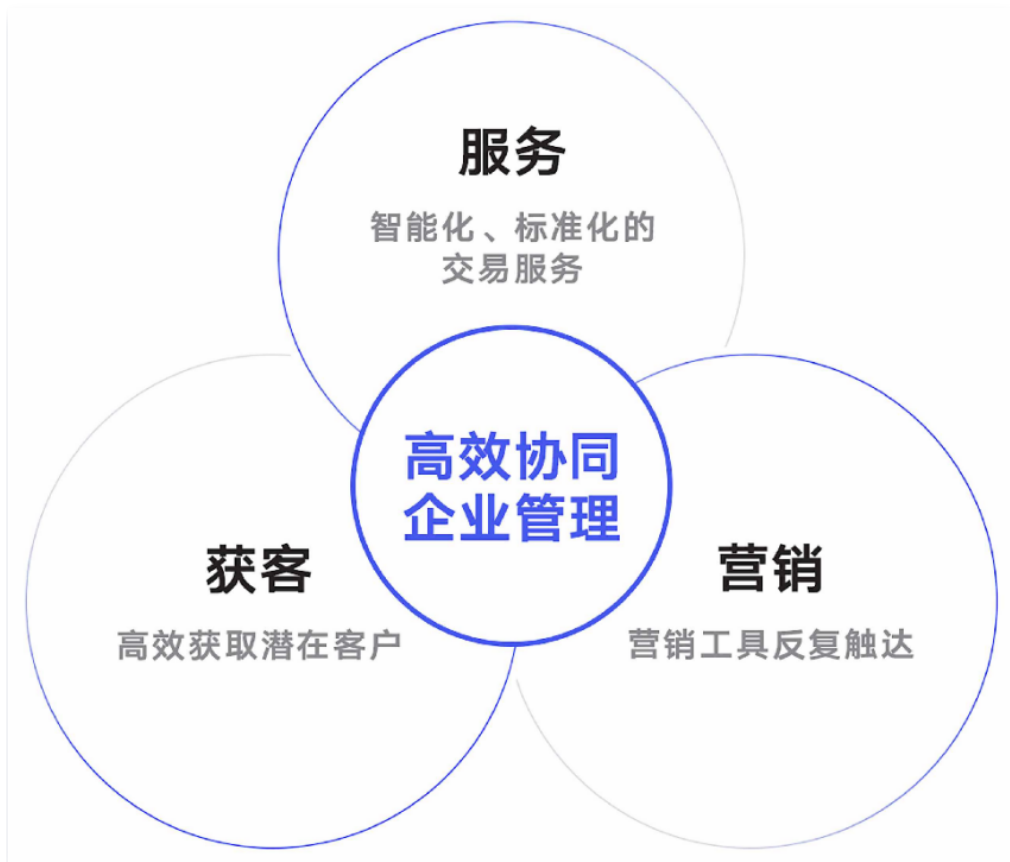 服务
智能化、标准化的
交易服务
高效协同
企业管理
获客
高效获取潜在客户
营销
营销工具反复触达